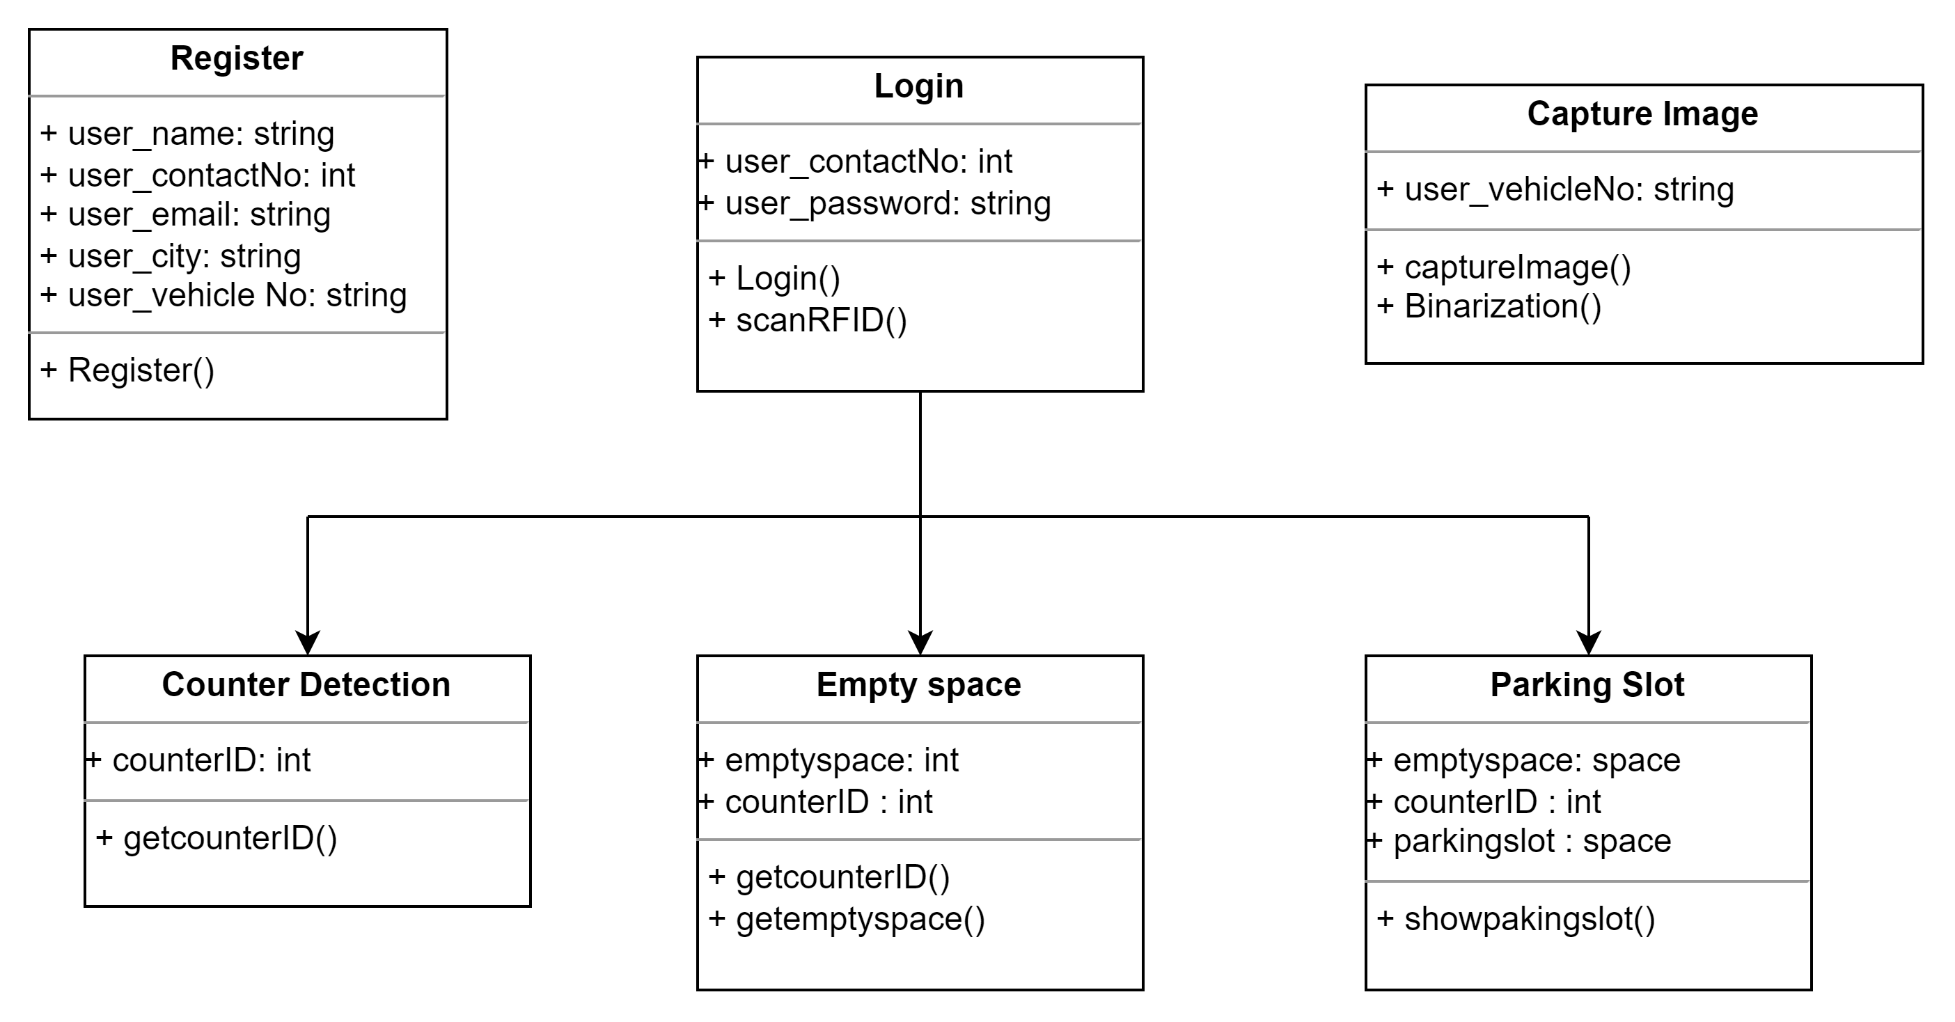 Register
+ user_name: string
+ user_contactNo: int
+ user_email: string
+ user_city: string
+ user_vehicle No: string
+ Register()
Login
+ user_contactNo: int
+ user_password: string
+ Login()
+ scanRFID()
Capture Image
+ user_vehicleNo: string
+ captureImage()
+ Binarization()
Counter Detection
+ counterID: int
+ getcounterID()
Empty space
+ emptyspace: int
+ counterID : int
+ getcounterID()
+ getemptyspace()
Parking Slot
+ emptyspace: space
+ counterID : int
+ parkingslot : space
+ showpakingslot()